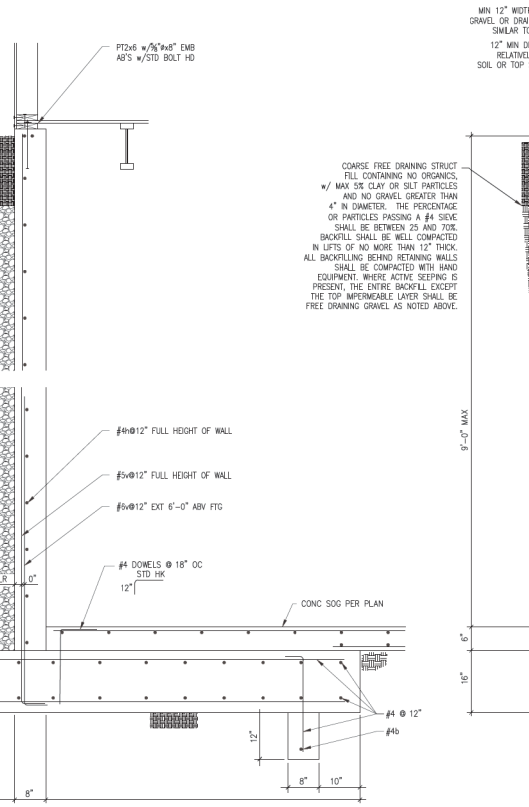 MIN 12" WIDTH
GRAVEL OR DRAI
SIMILAR TO
12" MIN DE
RELATIVEL
SOIL OR TOP
PT2x6 w/⅝"øx8" EMB
AB'S w/STD BOLT HD
COARSE FREE DRAINING STRUCT
FILL CONTAINING NO ORGANICS,
w/ MAX 5% CLAY OR SILT PARTICLES
AND NO GRAVEL GREATER THAN
4" IN DIAMETER. THE PERCENTAGE
OR PARTICLES PASSING A #4 SIEVE
SHALL BE BETWEEN 25 AND 70%.
BACKFILL SHALL BE WELL COMPACTED
IN LIFTS OF NO MORE THAN 12" THICK.
ALL BACKFILLING BEHIND RETAINING WALLS
SHALL BE COMPACTED WITH HAND
EQUIPMENT. WHERE ACTIVE SEEPING IS
PRESENT, THE ENTIRE BACKFILL EXCEPT
THE TOP IMPERMEABLE LAYER SHALL BE
FREE DRAINING GRAVEL AS NOTED ABOVE.
9'-0" MAX
#4h@12" FULL HEIGHT OF WALL
#5v@12" FULL HEIGHT OF WALL
#6v@12" EXT 6'-0" ABV FTG
LR 0"
#4 DOWELS @ 18" OC
STD HK
12"
CONC SOG PER PLAN
6"
16"
#4 @ 12"
#4b
12"
8" 10"
8"